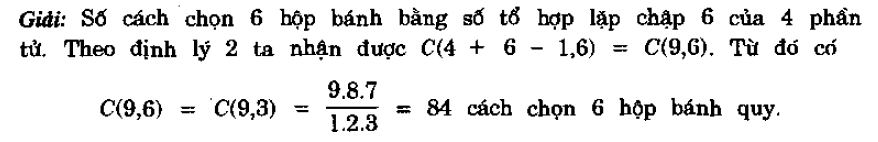 Giải: Số cách chọn 6 hộp bánh bằng số tổ hợp lặp chập 6 của 4 phần
tử. Theo định lý 2 ta nhận được C(4 + 6 - 1,6) = C(9,6). Từ đó có
C(9,6) = C(9,3) = 9.8.7 / 1.2.3 = 84 cách chọn 6 hộp bánh quy.